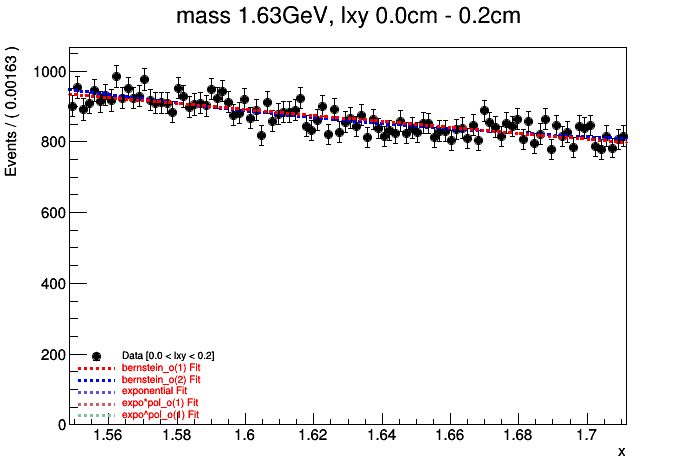 mass 1.63GeV, lxy 0.0cm - 0.2cm
Events / ( 0.00163 )
1000
800
600
400
200
0
Data [0.0 < lxy < 0.2]
bernstein_o(1) Fit
bernstein_o(2) Fit
exponential Fit
expo*pol_o(1) Fit
expo^pol_o(1) Fit
1.56 1.58 1.6 1.62 1.64 1.66 1.68 1.7
x